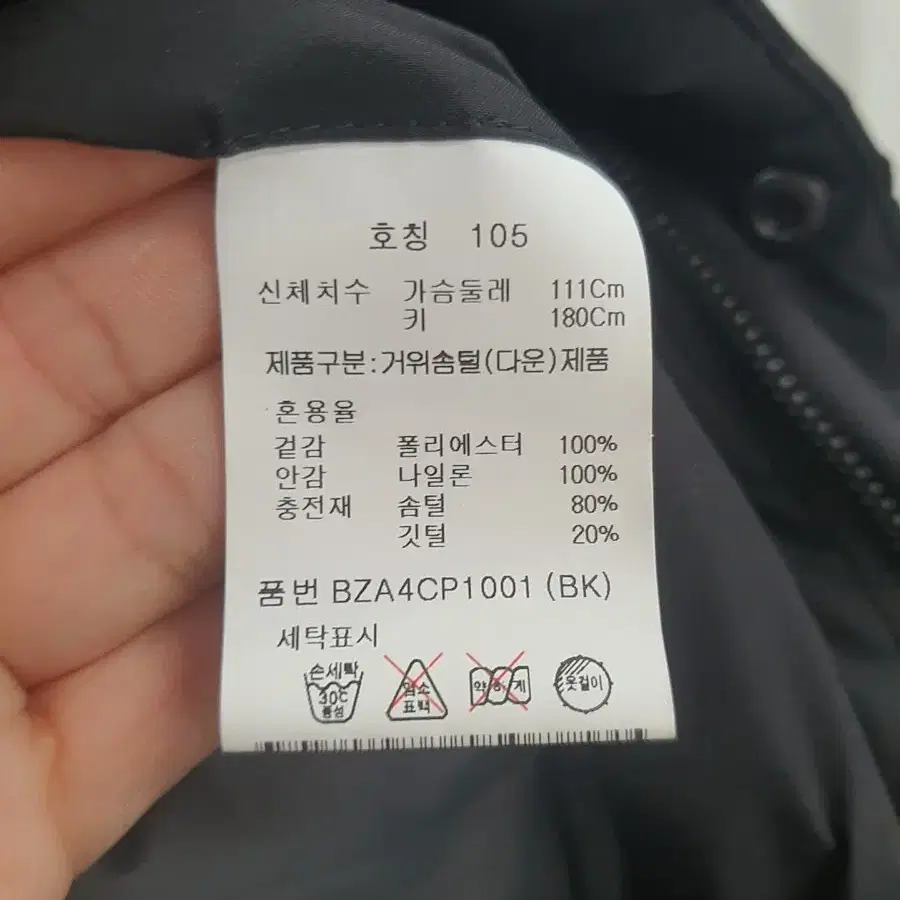 호칭 105
신체치수 가슴둘레 111Cm
키 180Cm
제품구분:거위솜털(다운)제품
혼용율
겉감 폴리에스터 100%
안감 나일론 100%
충전재 솜털 80%
깃털 20%
품번 BZA4CP1001 (BK)
세탁표시
손세탁 30℃ 중성
염소 표백
약하게
옷걸이